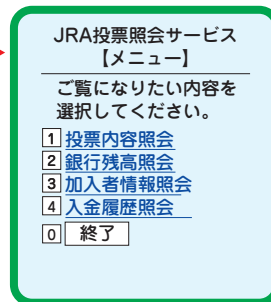 JRA投票照会サービス
【メニュー】
ご覧になりたい内容を
選択してください。
1 投票内容照会
2 銀行残高照会
3 加入者情報照会
4 入金履歴照会
0 終了